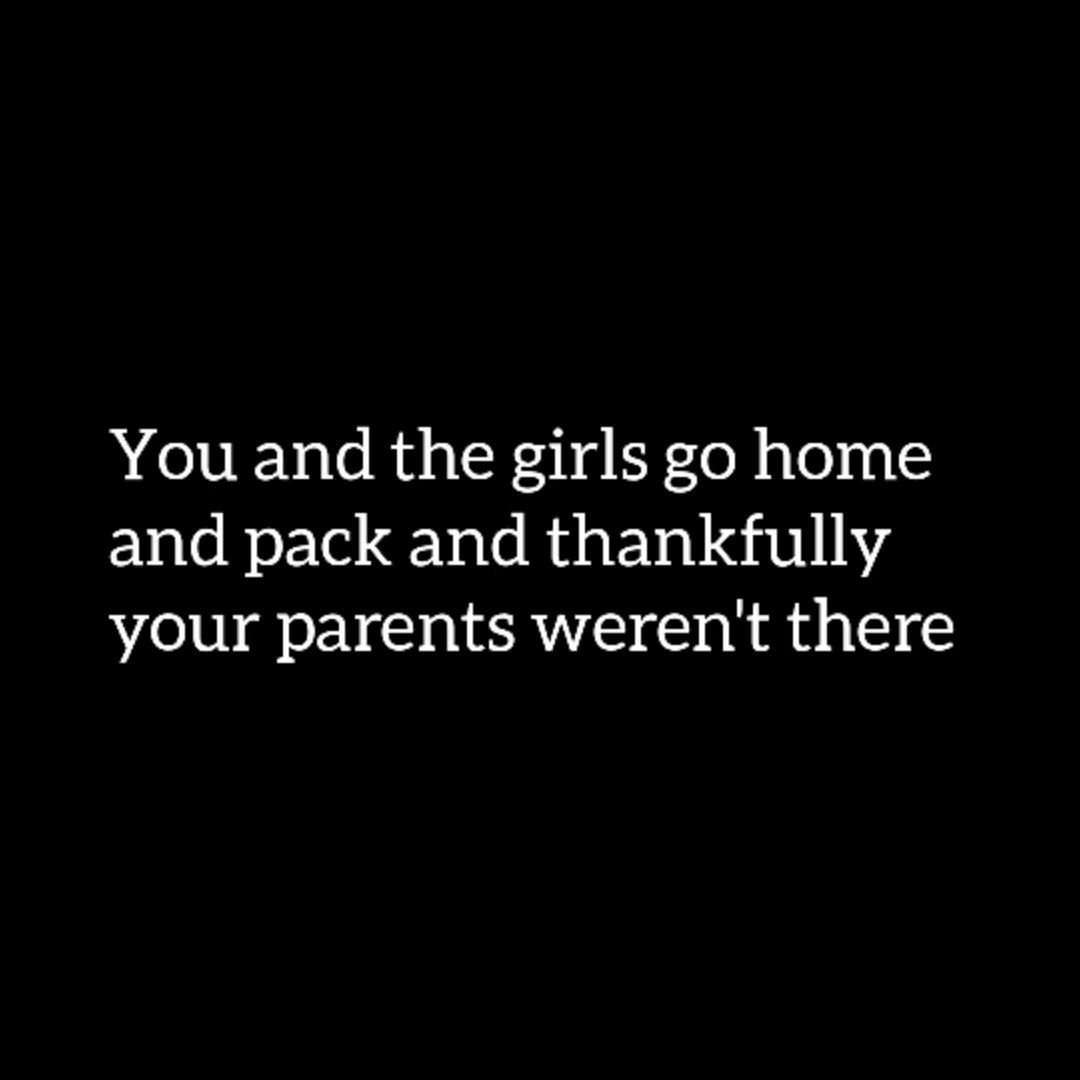 You and the girls go home
and pack and thankfully
your parents weren't there